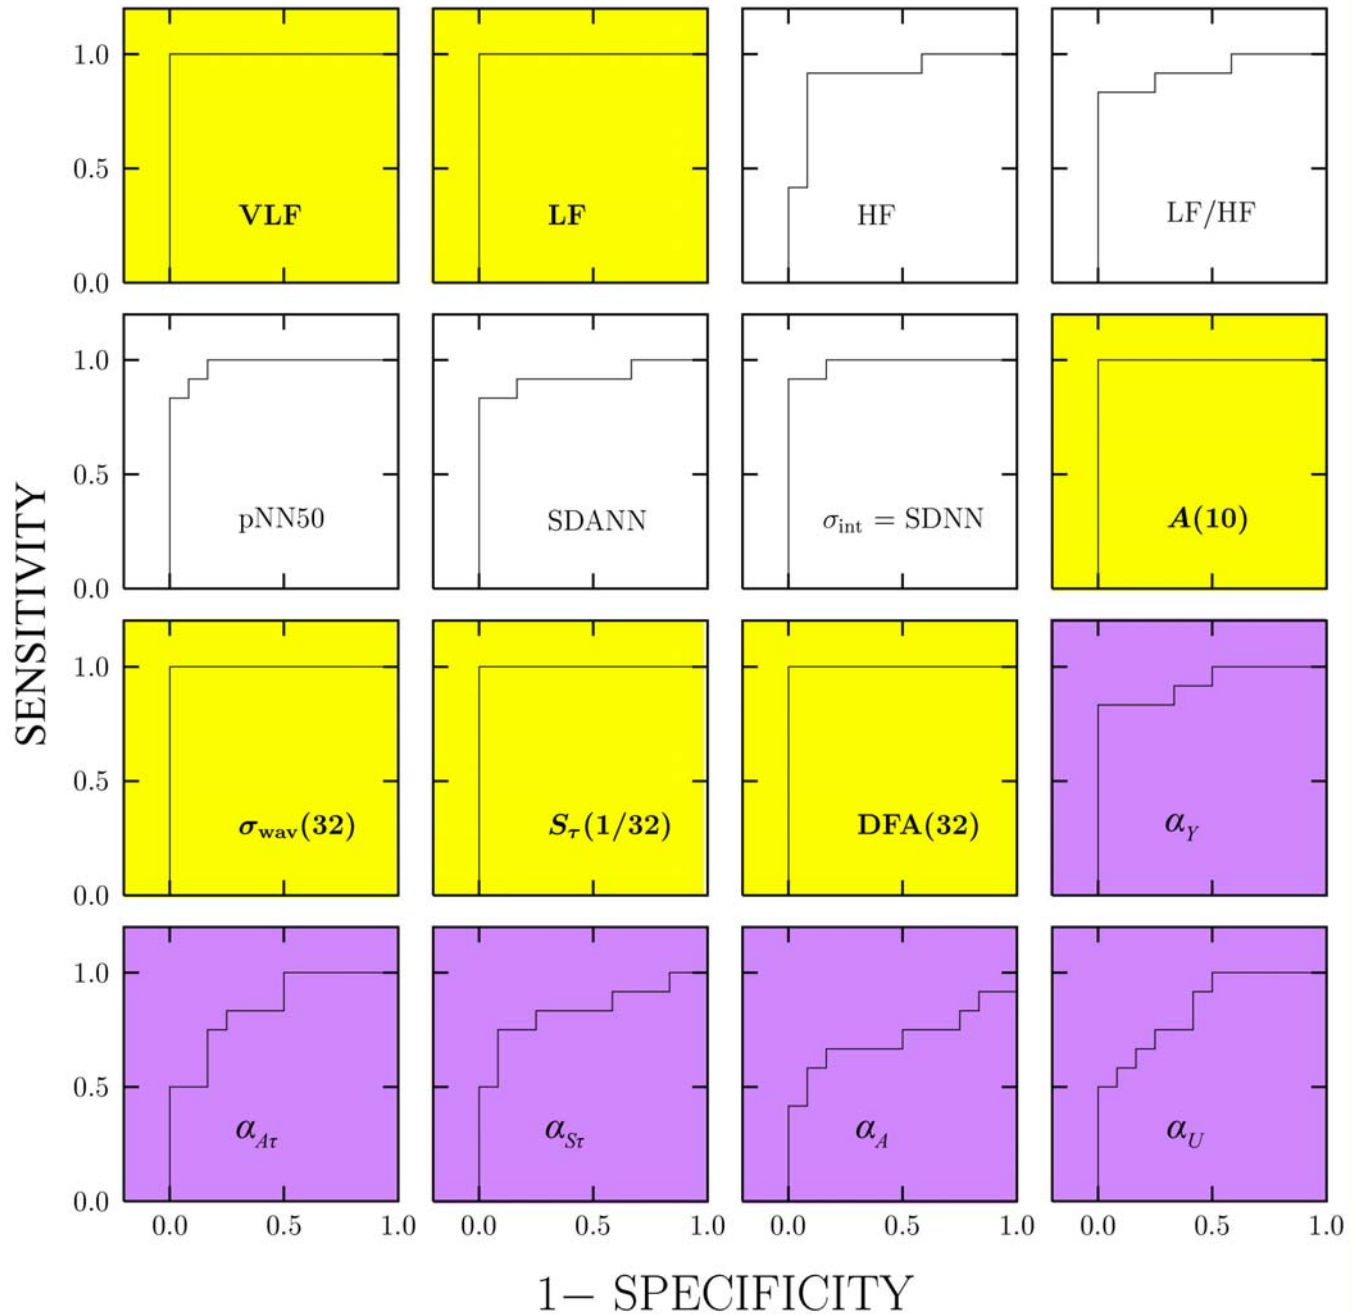 1.0
0.5
0.0
VLF
LF
HF
LF/HF
1.0
0.5
0.0
pNN50
SDANN
σint = SDNN
A(10)
SENSITIVITY
1.0
0.5
0.0
σwav(32)
Sτ(1/32)
DFA(32)
αY
1.0
0.5
0.0
αAτ
αSτ
αA
αU
0.0 0.5 1.0
0.0 0.5 1.0
0.0 0.5 1.0
0.0 0.5 1.0
1− SPECIFICITY